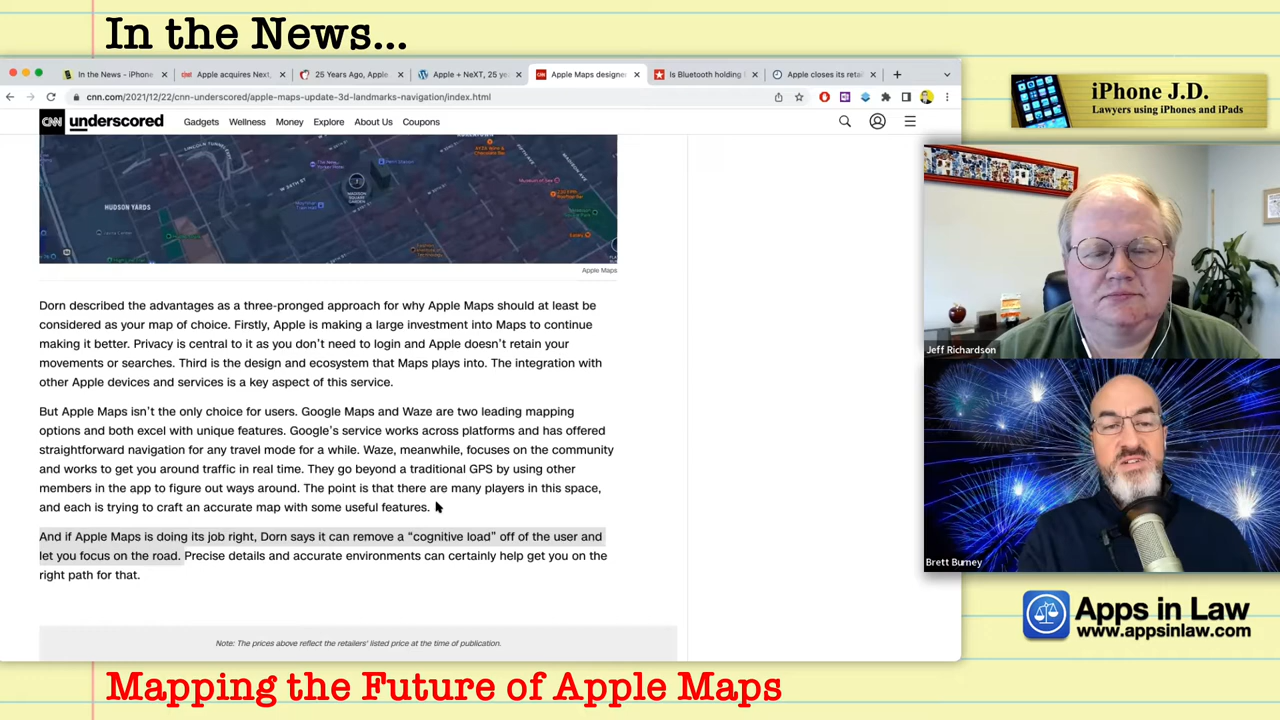 In the News...
In the News - iPhone
Apple acquires Next,
25 Years Ago, Apple
Apple + NeXT, 25 ye
Apple Maps designe
Is Bluetooth holding
Apple closes its reta
cnn.com/2021/12/22/cnn-underscored/apple-maps-update-3d-landmarks-navigation/index.html
iPhone J.D.
Lawyers using iPhones and iPads
CNN underscored
Gadgets Wellness Money Explore About Us Coupons
HUDSON YARDS
MADISON SQUARE GARDEN
Apple Maps
Dorn described the advantages as a three-pronged approach for why Apple Maps should at least be
considered as your map of choice. Firstly, Apple is making a large investment into Maps to continue
making it better. Privacy is central to it as you don't need to login and Apple doesn't retain your
movements or searches. Third is the design and ecosystem that Maps plays into. The integration with
other Apple devices and services is a key aspect of this service.
But Apple Maps isn't the only choice for users. Google Maps and Waze are two leading mapping
options and both excel with unique features. Google's service works across platforms and has offered
straightforward navigation for any travel mode for a while. Waze, meanwhile, focuses on the community
and works to get you around traffic in real time. They go beyond a traditional GPS by using other
members in the app to figure out ways around. The point is that there are many players in this space,
and each is trying to craft an accurate map with some useful features.
And if Apple Maps is doing its job right, Dorn says it can remove a “cognitive load” off of the user and
let you focus on the road. Precise details and accurate environments can certainly help get you on the
right path for that.
Note: The prices above reflect the retailers' listed price at the time of publication.
Jeff Richardson
Brett Burney
Apps in Law
www.appsinlaw.com
Mapping the Future of Apple Maps